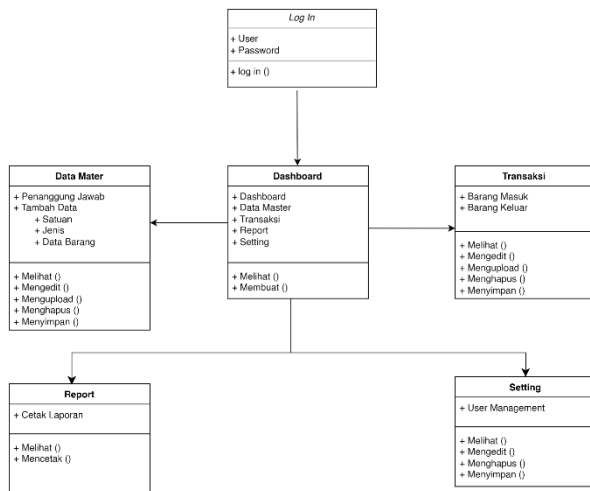 Log In
+ User
+ Password
+ log in ()
Data Mater
+ Penanggung Jawab
+ Tambah Data
+ Satuan
+ Jenis
+ Data Barang
+ Melihat ()
+ Mengedit ()
+ Mengupload ()
+ Menghapus ()
+ Menyimpan ()
Dashboard
+ Dashboard
+ Data Master
+ Transaksi
+ Report
+ Setting
+ Melihat ()
+ Membuat ()
Transaksi
+ Barang Masuk
+ Barang Keluar
+ Melihat ()
+ Mengedit ()
+ Mengupload ()
+ Menghapus ()
+ Menyimpan ()
Report
+ Cetak Laporan
+ Melihat ()
+ Mencetak ()
Setting
+ User Management
+ Melihat ()
+ Mengedit ()
+ Menghapus ()
+ Menyimpan ()